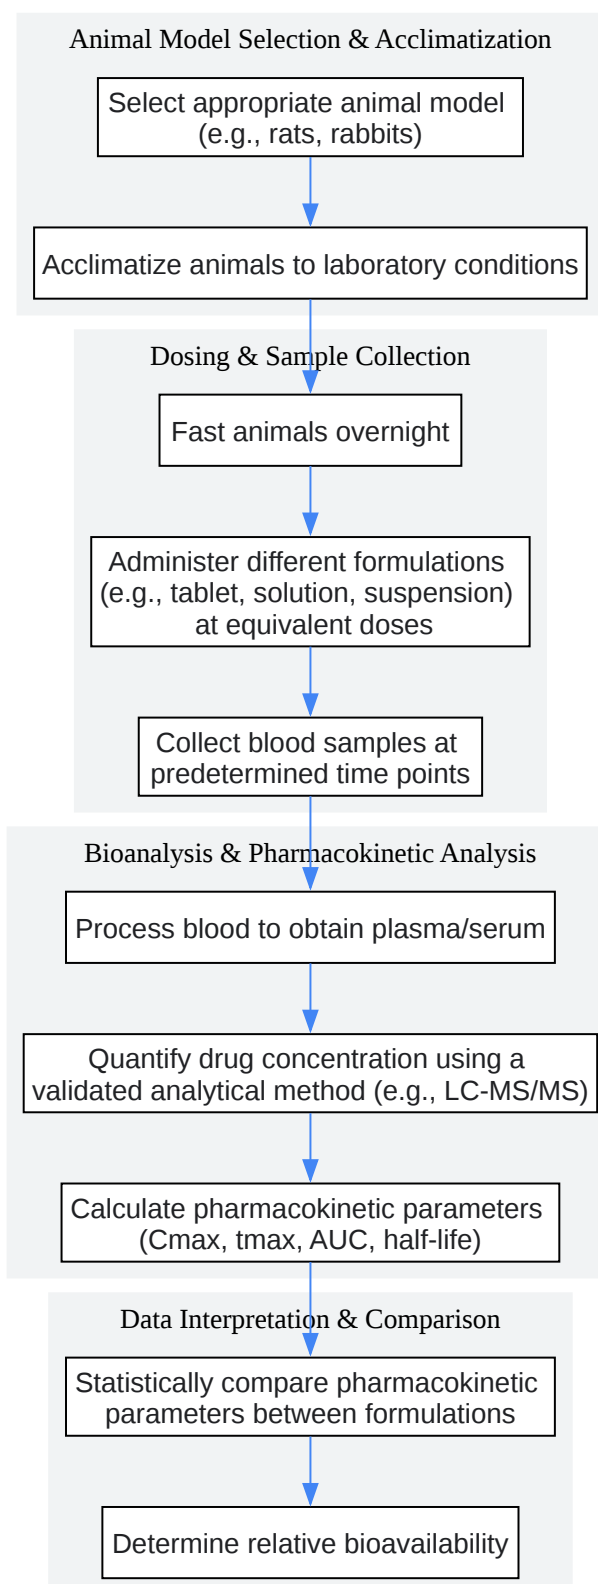 Animal Model Selection & Acclimatization
Select appropriate animal model
(e.g., rats, rabbits)
Acclimatize animals to laboratory conditions
Dosing & Sample Collection
Fast animals overnight
Administer different formulations
(e.g., tablet, solution, suspension)
at equivalent doses
Collect blood samples at
predetermined time points
Bioanalysis & Pharmacokinetic Analysis
Process blood to obtain plasma/serum
Quantify drug concentration using a
validated analytical method (e.g., LC-MS/MS)
Calculate pharmacokinetic parameters
(Cmax, tmax, AUC, half-life)
Data Interpretation & Comparison
Statistically compare pharmacokinetic
parameters between formulations
Determine relative bioavailability